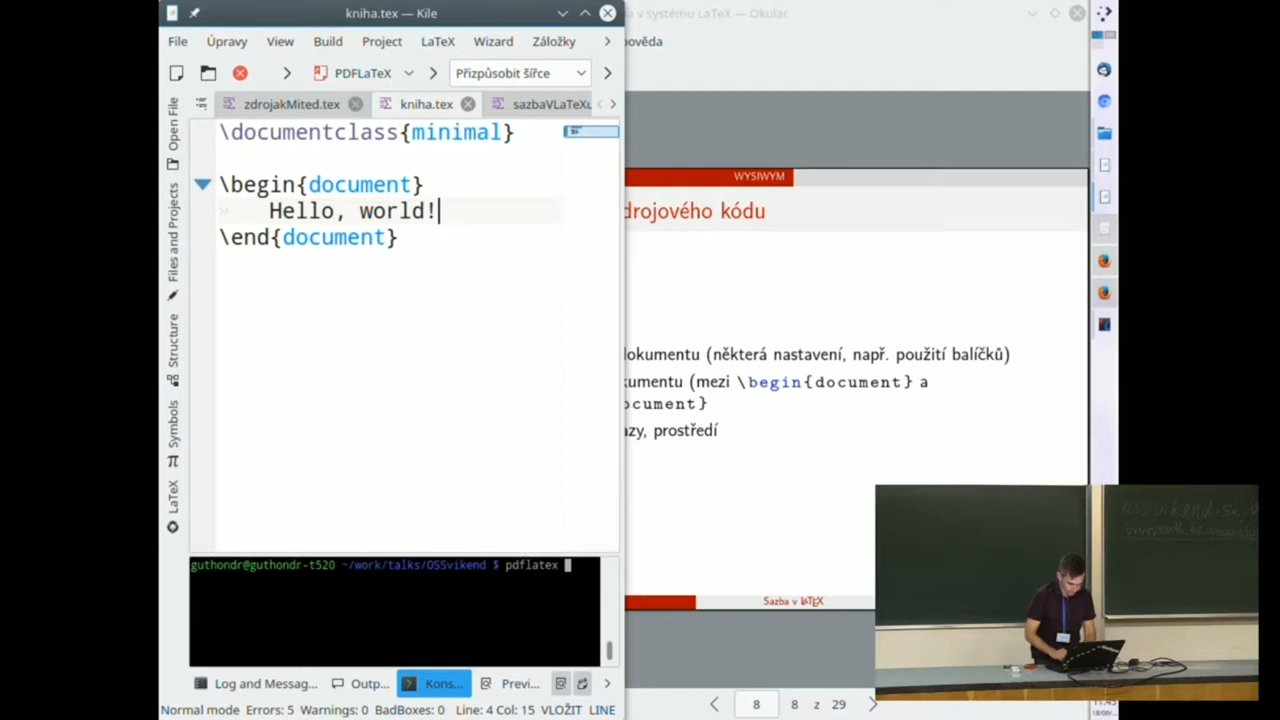 kniha.tex — Kile
File Úpravy View Build Project LaTeX Wizard Záložky
PDFLaTeX Přizpůsobit šířce
zdrojakMited.tex kniha.tex sazbaVLaTeXu
Open File
Files and Projects
Structure
Symbols
LaTeX
\documentclass{minimal}
\begin{document}
Hello, world!
\end{document}
guthondr@guthondr-t520 ~/work/talks/OSSvikend $ pdflatex
Log and Messag... Outp... Kons... Previ...
Normal mode Errors: 5 Warnings: 0 BadBoxes: 0 Line: 4 Col: 15 VLOŽIT LINE
v systému LaTeX — Okular
pověda
WYSIWYM
drojového kódu
dokumentu (některá nastavení, např. použití balíčků)
kumentu (mezi \begin{document} a
ocument}
azy, prostředí
Sazba v LaTeX
8 8 z 29